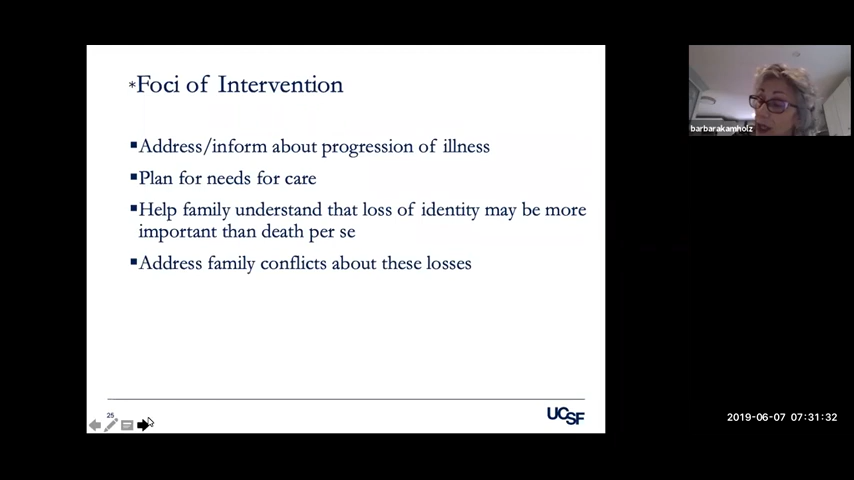 *Foci of Intervention
▪Address/inform about progression of illness
▪Plan for needs for care
▪Help family understand that loss of identity may be more
important than death per se
▪Address family conflicts about these losses
25
UCSF
barbarakamholz
2019-06-07 07:31:32